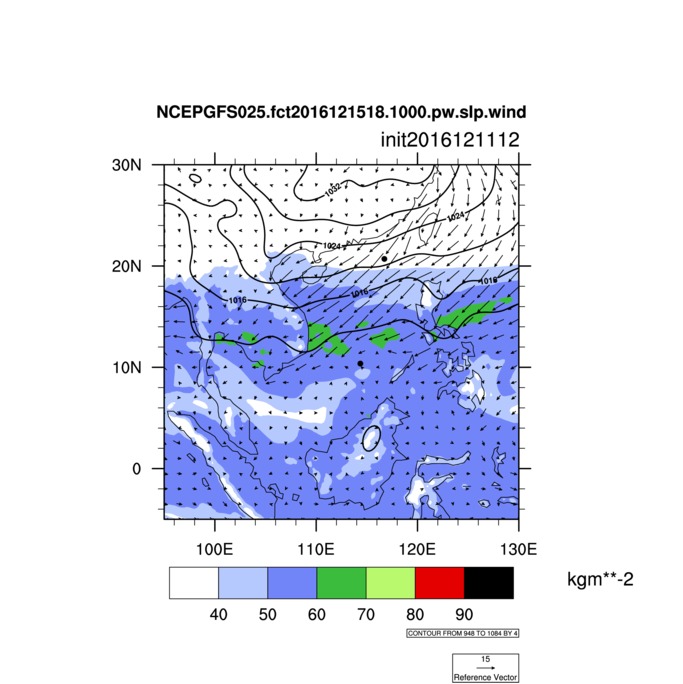 NCEPGFS025.fct2016121518.1000.pw.slp.wind
init2016121112
30N
1032
1024
1024
20N
1016
1016
1016
10N
0
100E 110E 120E 130E
kgm**-2
40 50 60 70 80 90
CONTOUR FROM 948 TO 1084 BY 4
15
Reference Vector